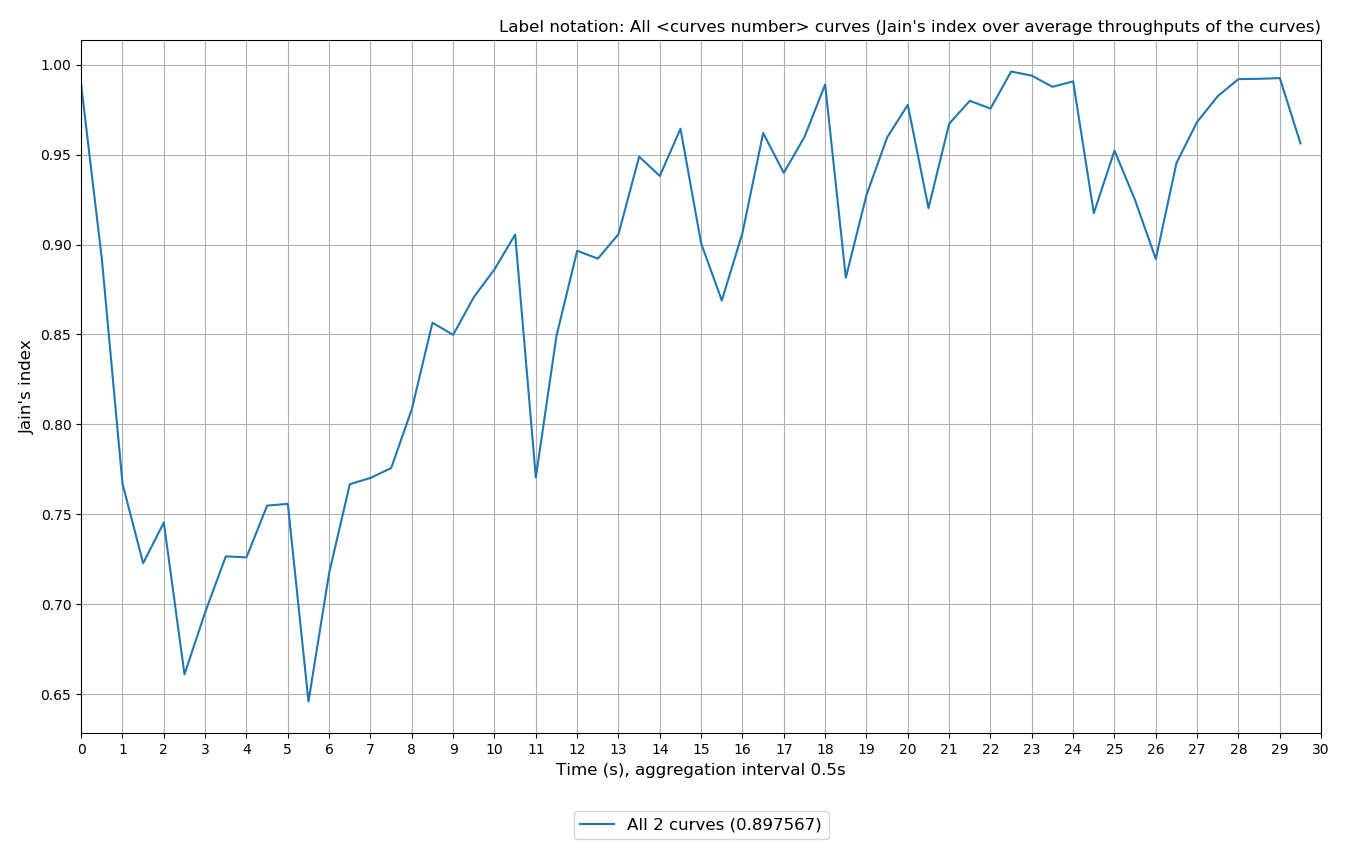 Label notation: All <curves number> curves (Jain's index over average throughputs of the curves)
1.00
0.95
0.90
0.85
0.80
0.75
0.70
0.65
Jain's index
0 1 2 3 4 5 6 7 8 9 10 11 12 13 14 15 16 17 18 19 20 21 22 23 24 25 26 27 28 29 30
Time (s), aggregation interval 0.5s
All 2 curves (0.897567)